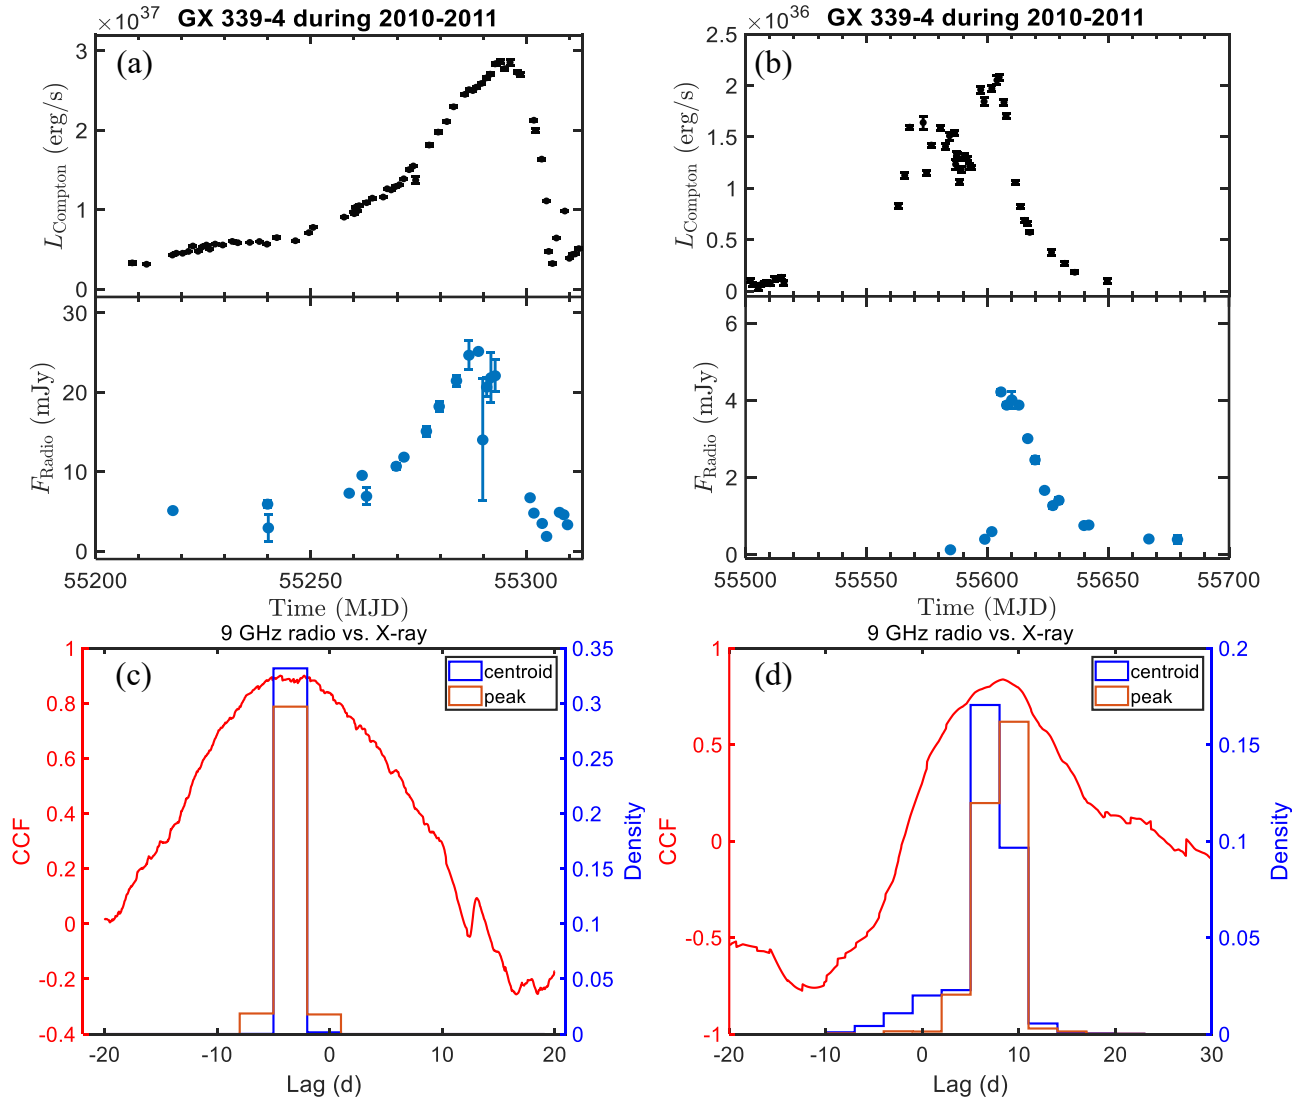 ×10^37
GX 339-4 during 2010-2011
(a)
3
2
1
0
L_Compton (erg/s)
30
20
10
0
F_Radio (mJy)
55200
55250
55300
Time (MJD)
×10^36
GX 339-4 during 2010-2011
(b)
2.5
2
1.5
1
0.5
0
L_Compton (erg/s)
6
4
2
0
F_Radio (mJy)
55500
55550
55600
55650
55700
Time (MJD)
9 GHz radio vs. X-ray
(c)
centroid
peak
1
0.8
0.6
0.4
0.2
0
-0.2
-0.4
CCF
0.35
0.3
0.25
0.2
0.15
0.1
0.05
0
Density
-20
-10
0
10
20
Lag (d)
9 GHz radio vs. X-ray
(d)
centroid
peak
1
0.5
0
-0.5
-1
CCF
0.2
0.15
0.1
0.05
0
Density
-20
-10
0
10
20
30
Lag (d)